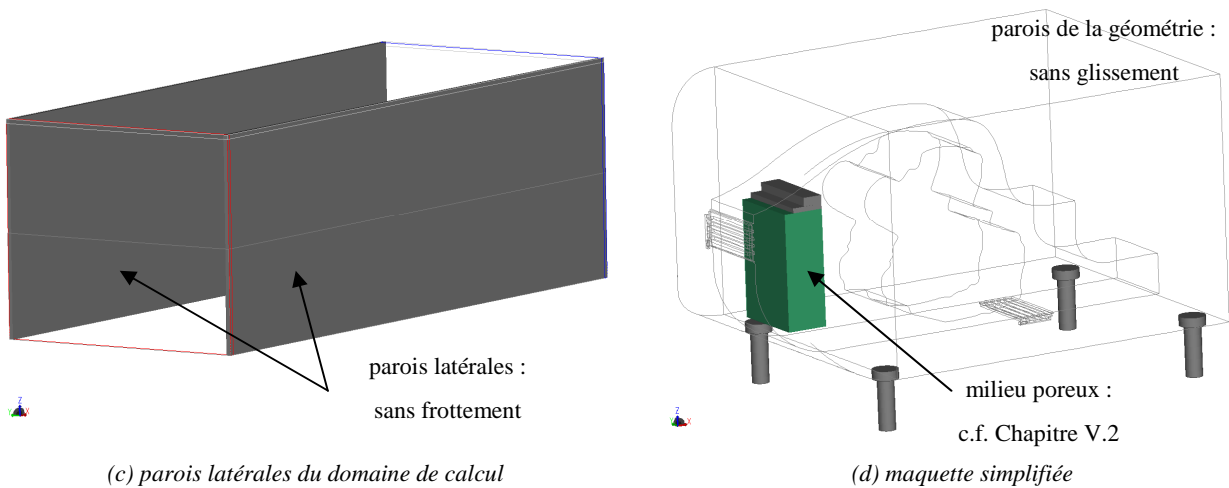 parois de la géométrie :
sans glissement
parois latérales :
sans frottement
milieu poreux :
c.f. Chapitre V.2
Z
Y X
Z
Y X
(c) parois latérales du domaine de calcul
(d) maquette simplifiée